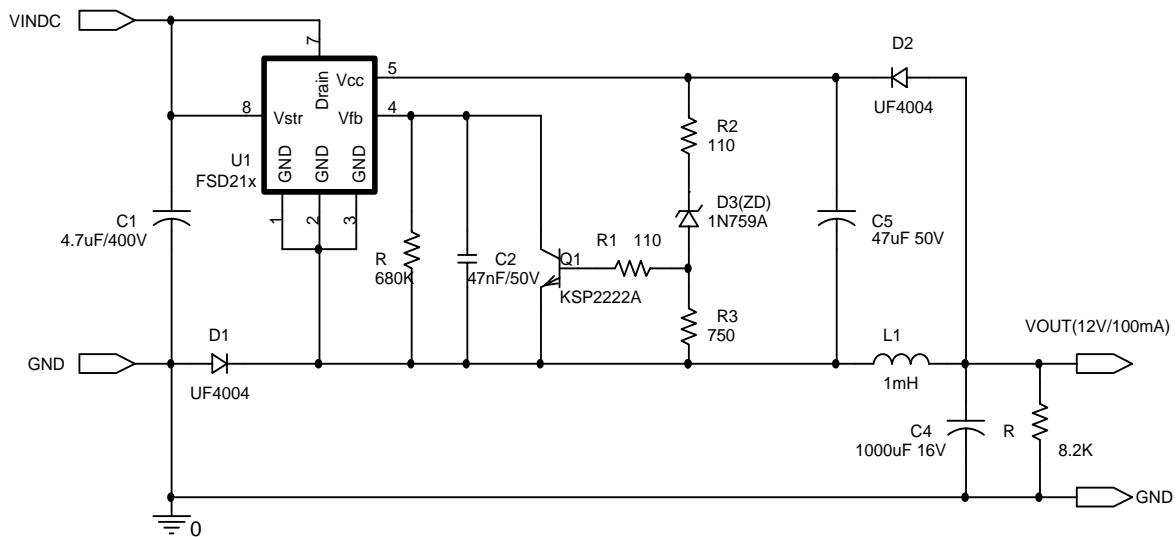 VINDC
7
D2
Drain
Vcc
5
UF4004
8
Vstr
Vfb
4
R2
110
U1
FSD21x
GND
GND
GND
D3(ZD)
1N759A
C1
4.7uF/400V
1
2
3
C5
47uF 50V
R1 110
R
680K
C2
47nF/50V
Q1
KSP2222A
R3
750
VOUT(12V/100mA)
D1
L1
GND
UF4004
1mH
C4
1000uF 16V
R
8.2K
GND
0